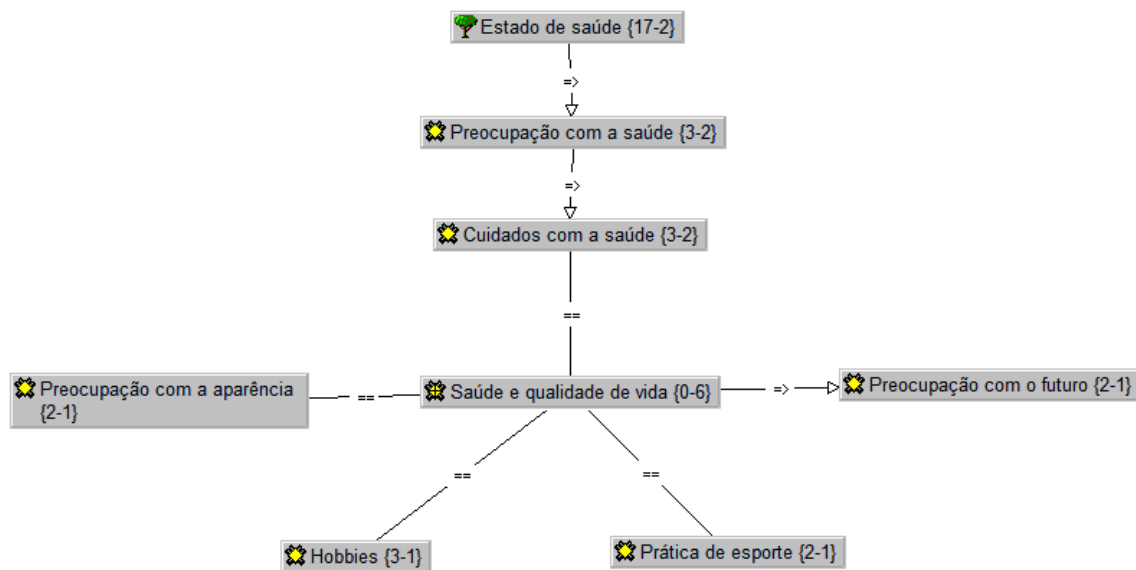 Estado de saúde {17-2}
=>
Preocupação com a saúde {3-2}
=>
Cuidados com a saúde {3-2}
==
Preocupação com a aparência
{2-1}
==
Saúde e qualidade de vida {0-6}
=>
Preocupação com o futuro {2-1}
==
==
Hobbies {3-1}
Prática de esporte {2-1}